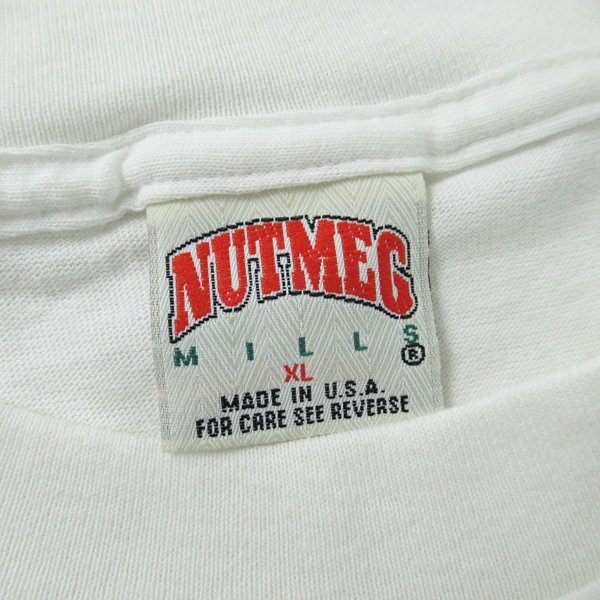 NUTMEG
MILLS®
XL
MADE IN U.S.A.
FOR CARE SEE REVERSE